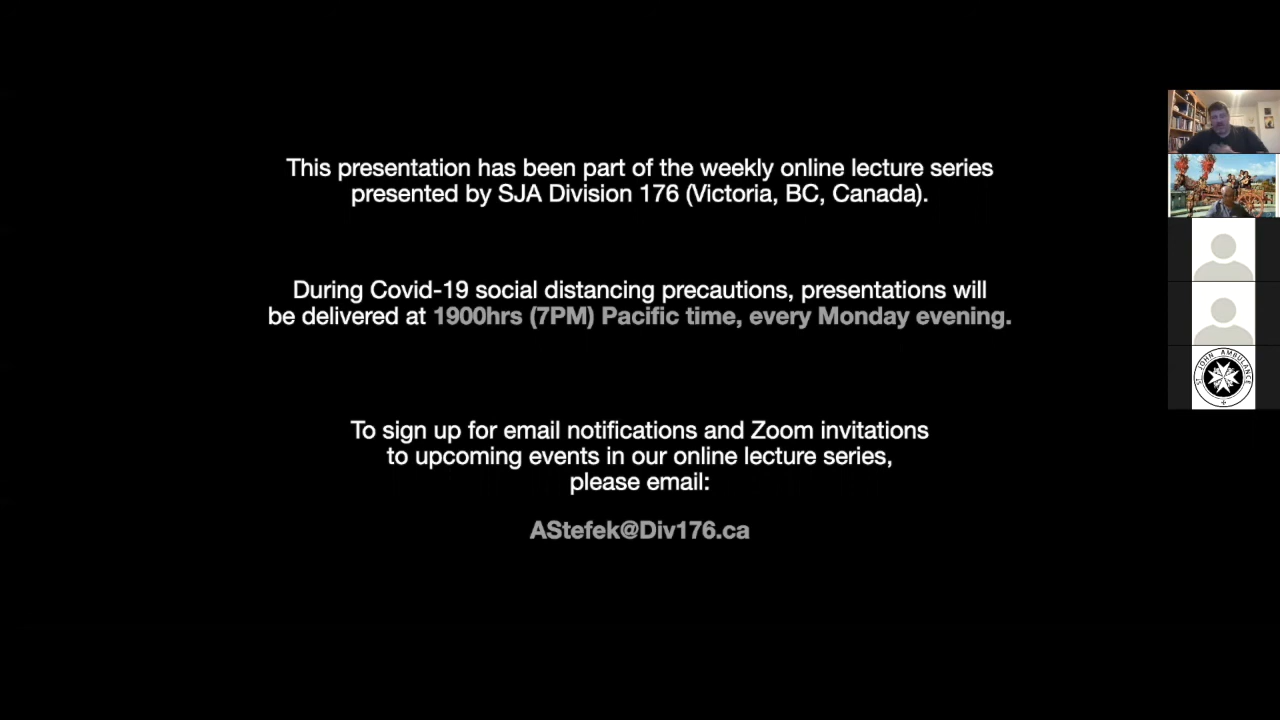 This presentation has been part of the weekly online lecture series
presented by SJA Division 176 (Victoria, BC, Canada).
During Covid-19 social distancing precautions, presentations will
be delivered at 1900hrs (7PM) Pacific time, every Monday evening.
To sign up for email notifications and Zoom invitations
to upcoming events in our online lecture series,
please email:
AStefek@Div176.ca
ST JOHN AMBULANCE